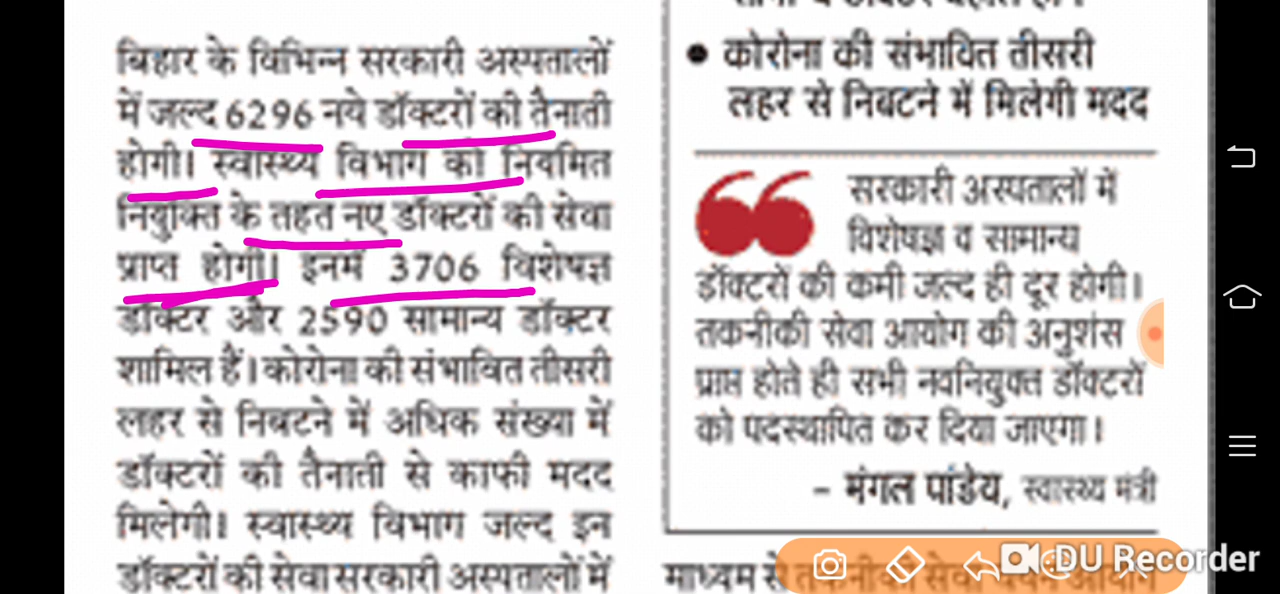 बिहार के विभिन्न सरकारी अस्पतालों
में जल्द 6296 नये डॉक्टरों की तैनाती
होगी। स्वास्थ्य विभाग को नियमित
नियुक्ति के तहत नए डॉक्टरों की सेवा
प्राप्त होगी। इनमें 3706 विशेषज्ञ
डॉक्टर और 2590 सामान्य डॉक्टर
शामिल हैं। कोरोना की संभावित तीसरी
लहर से निबटने में अधिक संख्या में
डॉक्टरों की तैनाती से काफी मदद
मिलेगी। स्वास्थ्य विभाग जल्द इन
डॉक्टरों की सेवा सरकारी अस्पतालों में
• कोरोना की संभावित तीसरी
लहर से निबटने में मिलेगी मदद
❝ सरकारी अस्पतालों में
विशेषज्ञ व सामान्य
डॉक्टरों की कमी जल्द ही दूर होगी।
तकनीकी सेवा आयोग की अनुशंस
प्राप्त होते ही सभी नवनियुक्त डॉक्टरों
को पदस्थापित कर दिया जाएगा।
– मंगल पांडेय, स्वास्थ्य मंत्री
माध्यम से
DU Recorder